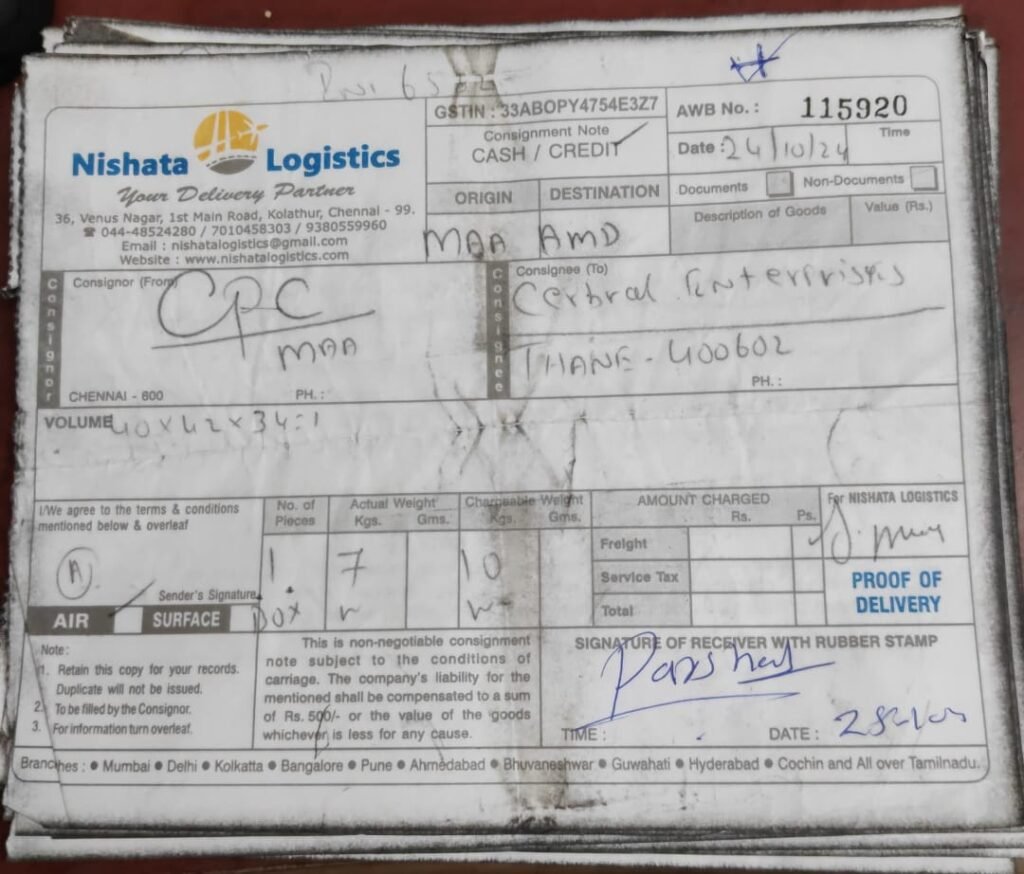 GSTIN : 33ABOPY4754E3Z7
AWB No. : 115920
Nishata Logistics
Your Delivery Partner
36, Venus Nagar, 1st Main Road, Kolathur, Chennai - 99.
☎ 044-48524280 / 7010458303 / 9380559960
Email : nishatalogistics@gmail.com
Website : www.nishatalogistics.com
Consignment Note
CASH / CREDIT
Date : 24/10/24
Time
ORIGIN DESTINATION
MAA AMD
Documents Non-Documents
Description of Goods Value (Rs.)
Consignor
Consignor (From)
CPC
MAA
CHENNAI - 600 PH. :
Consignee
Consignee (To)
Cerbral Enterprises
THANE - 400602
PH. :
VOLUME 40 x 42 x 34 : 1
I/We agree to the terms & conditions
mentioned below & overleaf
A
Sender's Signature
AIR SURFACE
No. of Pieces
Actual Weight
Kgs. Gms.
Chargeable Weight
Kgs. Gms.
1 7 10
BOX
AMOUNT CHARGED
Rs. Ps.
Freight
Service Tax
Total
For NISHATA LOGISTICS
PROOF OF
DELIVERY
Note :
1. Retain this copy for your records.
Duplicate will not be issued.
2. To be filled by the Consignor.
3. For information turn overleaf.
This is non-negotiable consignment
note subject to the conditions of
carriage. The company's liability for the
mentioned shall be compensated to a sum
of Rs. 500/- or the value of the goods
whichever is less for any cause.
SIGNATURE OF RECEIVER WITH RUBBER STAMP
TIME : DATE :
Branches : ● Mumbai ● Delhi ● Kolkatta ● Bangalore ● Pune ● Ahmedabad ● Bhuvaneshwar ● Guwahati ● Hyderabad ● Cochin and All over Tamilnadu.